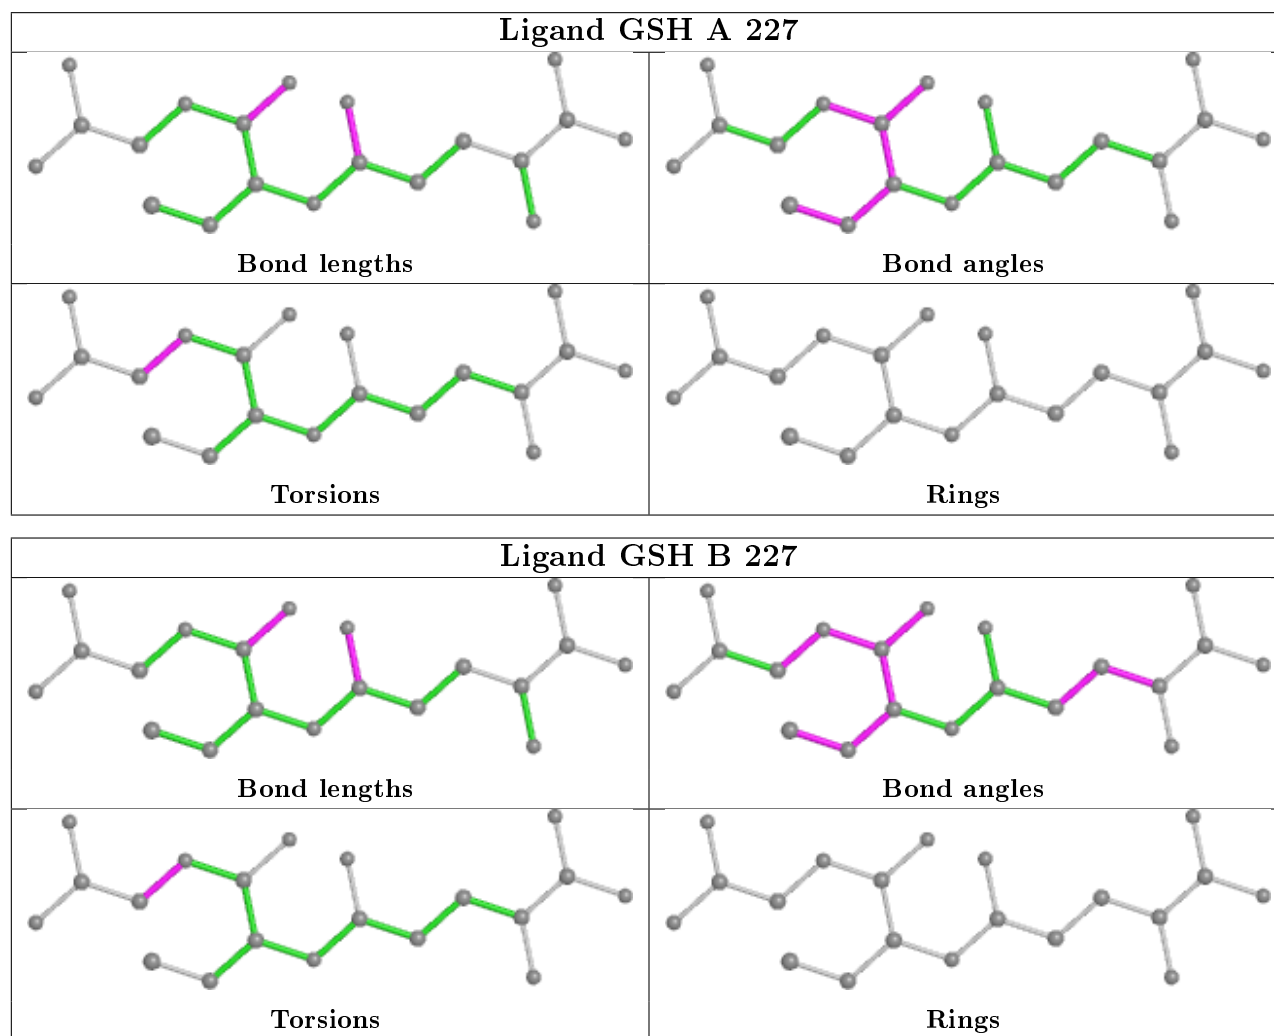 Ligand GSH A 227
Bond lengths
Bond angles
Torsions
Rings
Ligand GSH B 227
Bond lengths
Bond angles
Torsions
Rings